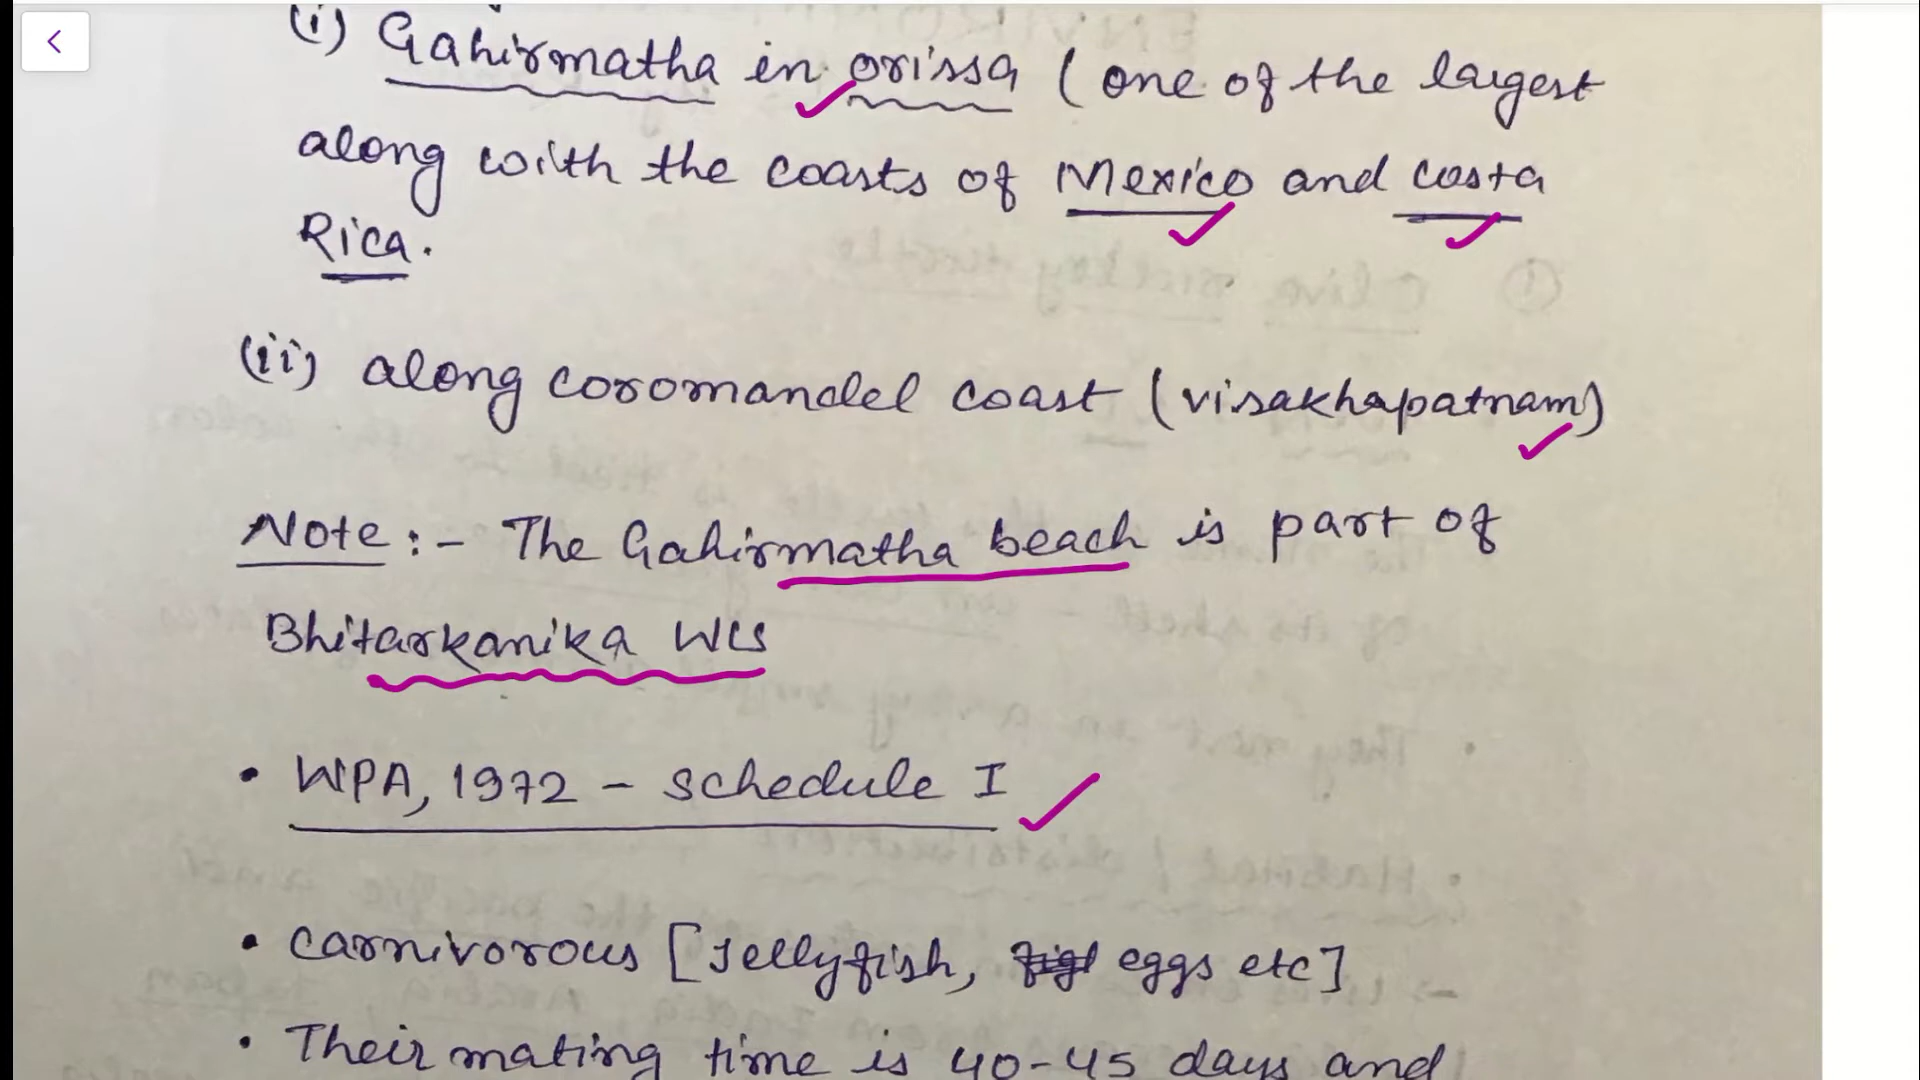 (i) Gahirmatha in orissa (one of the largest
along with the coasts of Mexico and costa
Rica.
(ii) along coromandel coast (visakhapatnam)
Note:- The Gahirmatha beach is part of
Bhitarkanika WLS
• WPA, 1972 - schedule I
• carnivorous [Jellyfish, eggs etc]
• Their mating time is 40-45 days and